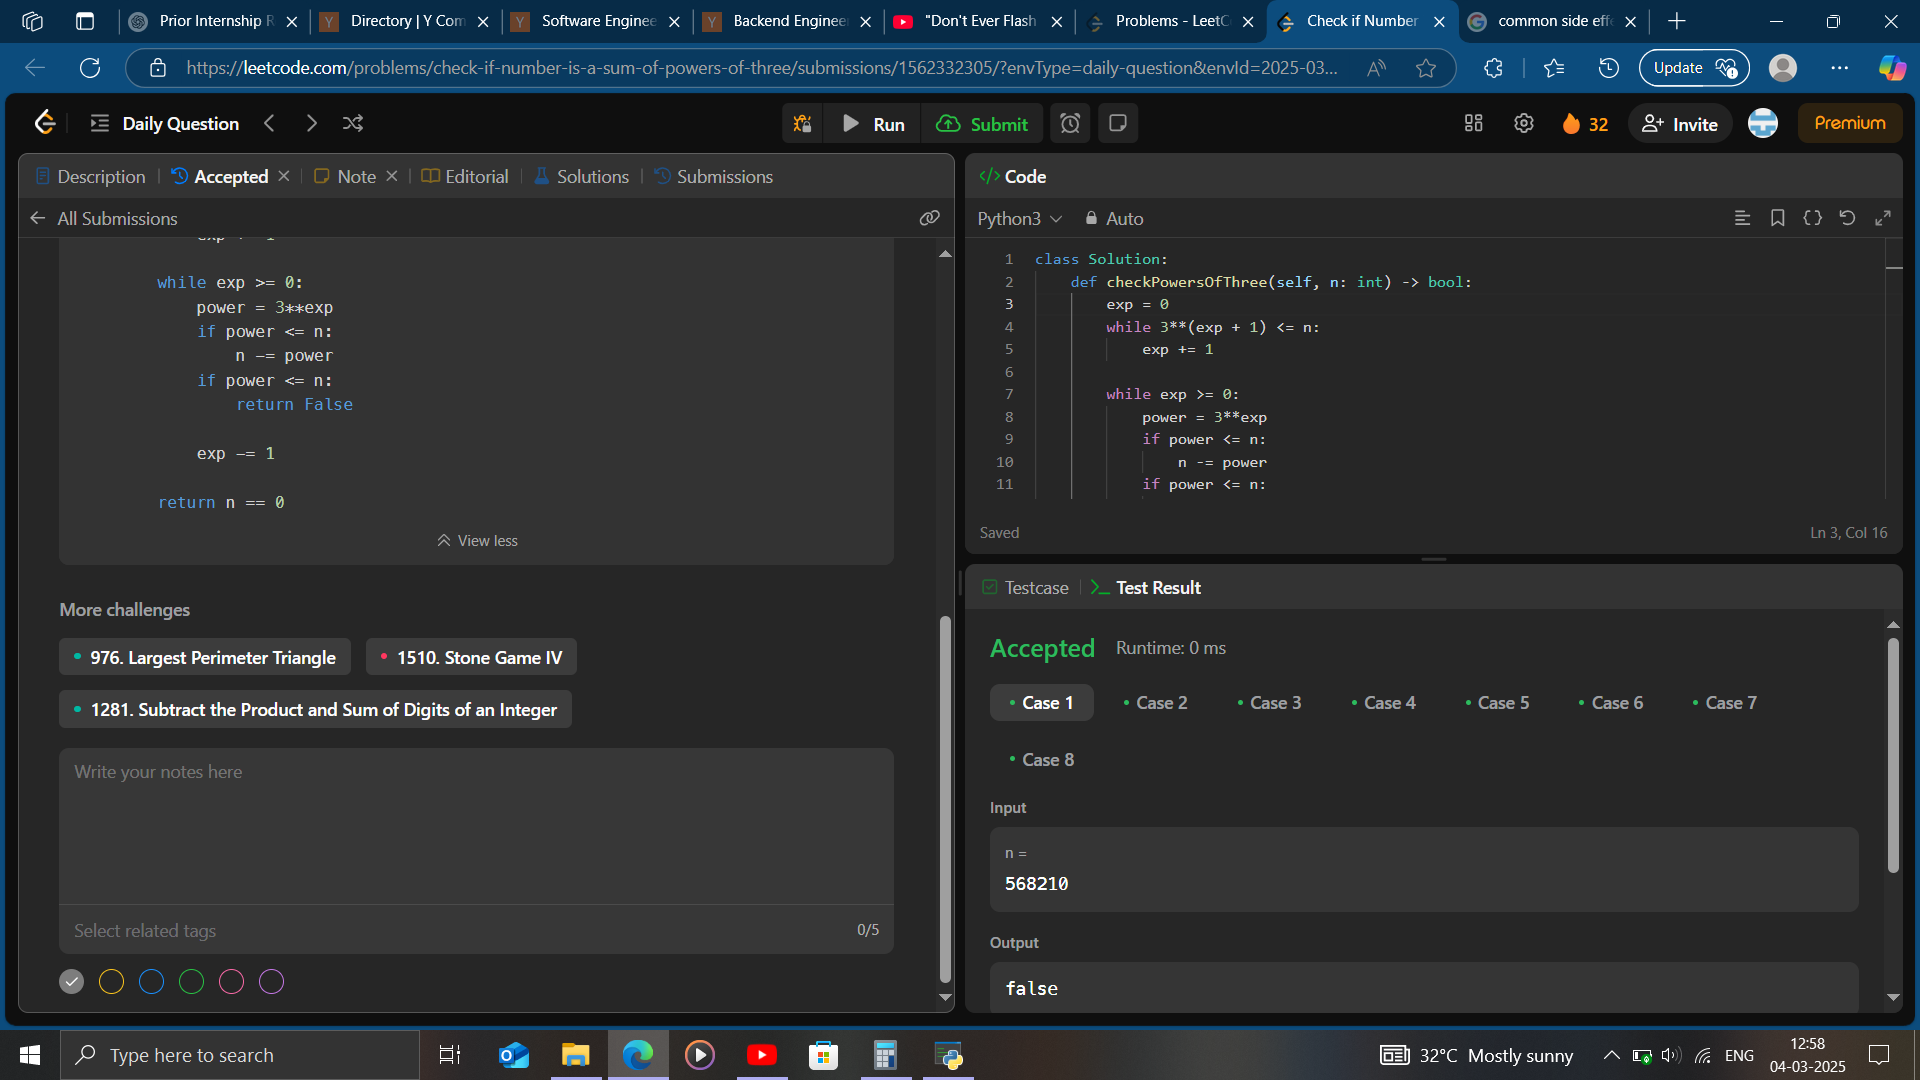 Prior Internship R
Directory | Y Com
Software Enginee
Backend Engineer
"Don't Ever Flash
Problems - LeetC
Check if Number
common side effe
https://leetcode.com/problems/check-if-number-is-a-sum-of-powers-of-three/submissions/1562332305/?envType=daily-question&envId=2025-03...
Update
Daily Question
Run
Submit
32
Invite
Premium
Description
Accepted
Note
Editorial
Solutions
Submissions
All Submissions
while exp >= 0:
power = 3**exp
if power <= n:
n -= power
if power <= n:
return False
exp -= 1
return n == 0
View less
More challenges
976. Largest Perimeter Triangle
1510. Stone Game IV
1281. Subtract the Product and Sum of Digits of an Integer
Write your notes here
Select related tags
0/5
</> Code
Python3
Auto
1 class Solution:
2 def checkPowersOfThree(self, n: int) -> bool:
3 exp = 0
4 while 3**(exp + 1) <= n:
5 exp += 1
6
7 while exp >= 0:
8 power = 3**exp
9 if power <= n:
10 n -= power
11 if power <= n:
Saved
Ln 3, Col 16
Testcase
Test Result
Accepted
Runtime: 0 ms
Case 1
Case 2
Case 3
Case 4
Case 5
Case 6
Case 7
Case 8
Input
n =
568210
Output
false
Type here to search
32°C Mostly sunny
ENG
12:58
04-03-2025